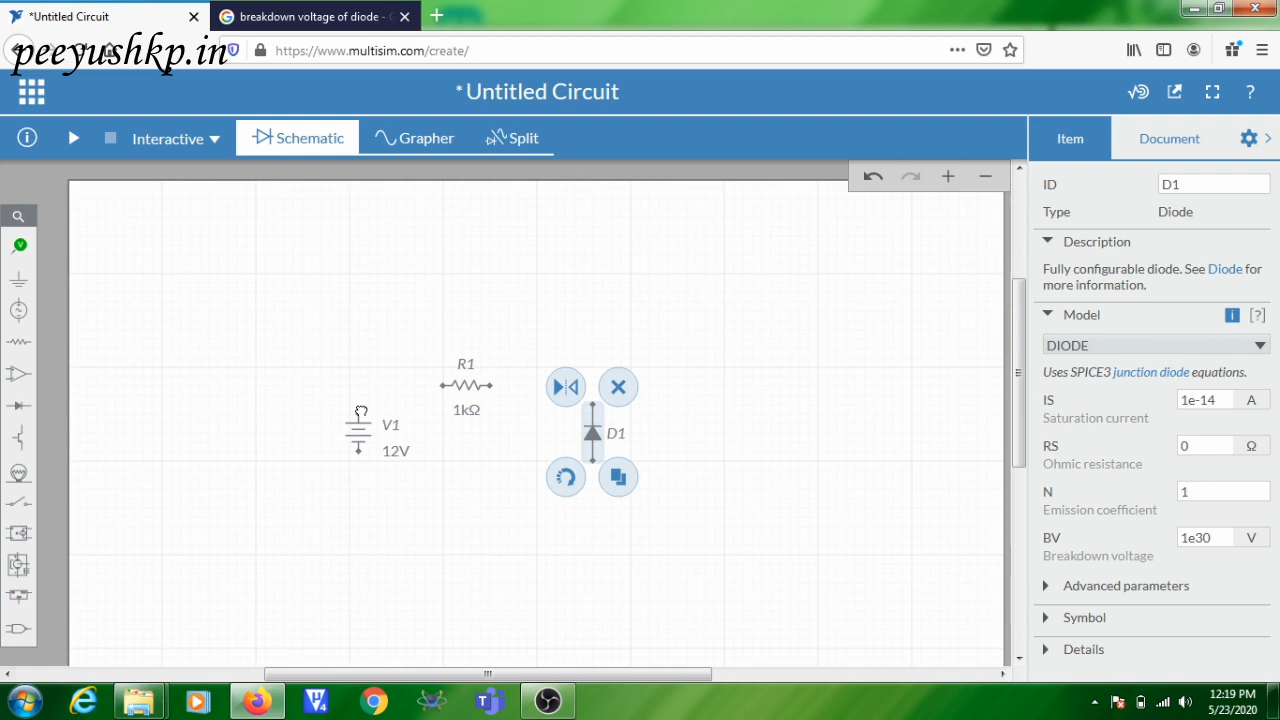 *Untitled Circuit
breakdown voltage of diode -
peeyushkp.in
https://www.multisim.com/create/
*Untitled Circuit
Interactive
Schematic
Grapher
Split
Item
Document
ID
D1
Type
Diode
Description
Fully configurable diode. See Diode for
more information.
Model
i
[?]
DIODE
Uses SPICE3 junction diode equations.
IS
1e-14
A
Saturation current
RS
0
Ω
Ohmic resistance
N
1
Emission coefficient
BV
1e30
V
Breakdown voltage
Advanced parameters
Symbol
Details
R1
1kΩ
V1
12V
D1
12:19 PM
5/23/2020